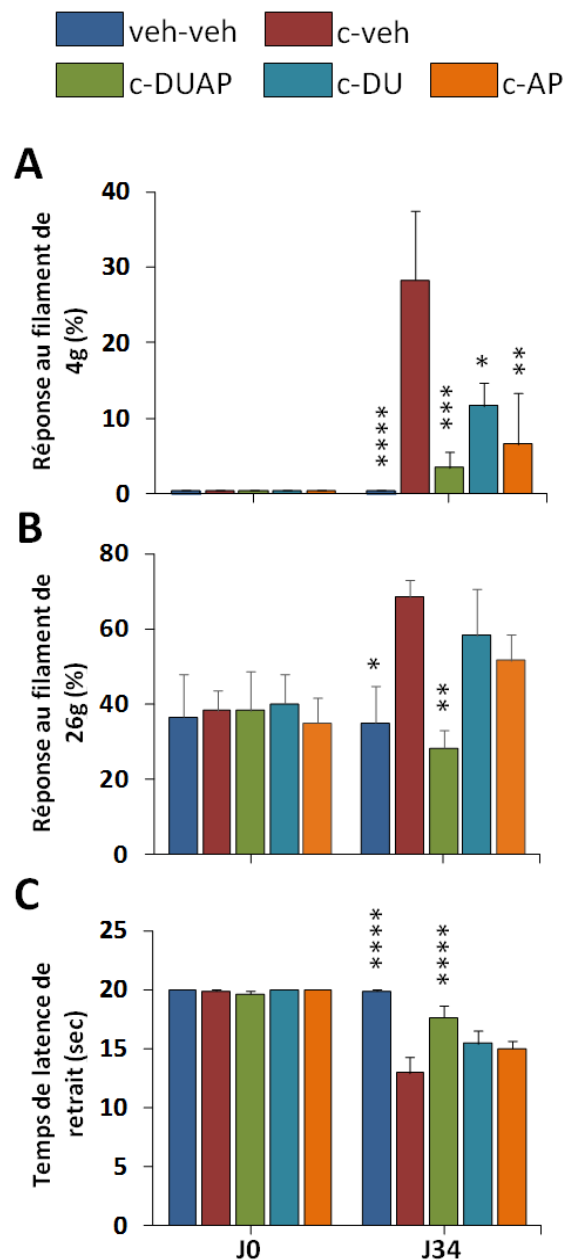 veh-veh c-veh
c-DUAP c-DU c-AP
A
Réponse au filament de
4g (%)
40
30
20
10
0
****
***
*
**
B
Réponse au filament de
26g (%)
80
60
40
20
0
*
**
C
Temps de latence de
retrait (sec)
25
20
15
10
5
0
****
****
J0 J34